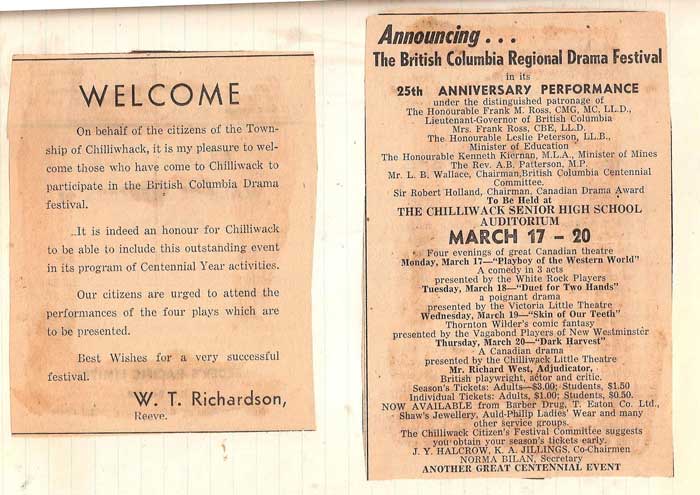 WELCOME
On behalf of the citizens of the Town-
ship of Chilliwhack, it is my pleasure to wel-
come those who have come to Chilliwack to
participate in the British Columbia Drama
festival.
..It is indeed an honour for Chilliwack
to be able to include this outstanding event
in its program of Centennial Year activities.
Our citizens are urged to attend the
performances of the four plays which are
to be presented.
Best Wishes for a very successful
festival.
W. T. Richardson,
Reeve.
Announcing . . .
The British Columbia Regional Drama Festival
in its
25th ANNIVERSARY PERFORMANCE
under the distinguished patronage of
The Honourable Frank M. Ross, CMG, MC, LL.D.,
Lieutenant-Governor of British Columbia
Mrs. Frank Ross, CBE, LL.D.
The Honourable Leslie Peterson, LL.B.,
Minister of Education
The Honourable Kenneth Kiernan, M.L.A., Minister of Mines
The Rev. A.B. Patterson, M.P.
Mr. L. B. Wallace, Chairman,British Columbia Centennial
Committee.
Sir Robert Holland, Chairman, Canadian Drama Award
To Be Held at
THE CHILLIWACK SENIOR HIGH SCHOOL
AUDITORIUM
MARCH 17 - 20
Four evenings of great Canadian theatre
Monday, March 17—"Playboy of the Western World"
A comedy in 3 acts
presented by the White Rock Players
Tuesday, March 18—"Duet for Two Hands"
a poignant drama
presented by the Victoria Little Theatre
Wednesday, March 19—"Skin of Our Teeth"
Thornton Wilder's comic fantasy
presented by the Vagabond Players of New Westminster
Thursday, March 20—"Dark Harvest"
A Canadian drama
presented by the Chilliwack Little Theatre
Mr. Richard West, Adjudicator,
British playwright, actor and critic.
Season's Tickets: Adults—$3.00; Students, $1.50
Individual Tickets: Adults, $1.00; Students, $0.50.
NOW AVAILABLE from Barber Drug, T. Eaton Co. Ltd.,
Shaw's Jewellery, Auld-Philip Ladies' Wear and many
other service groups.
The Chilliwack Citizen's Festival Committee suggests
you obtain your season's tickets early.
J. Y. HALCROW, K. A. JILLINGS, Co-Chairmen
NORMA BILAN, Secretary
ANOTHER GREAT CENTENNIAL EVENT